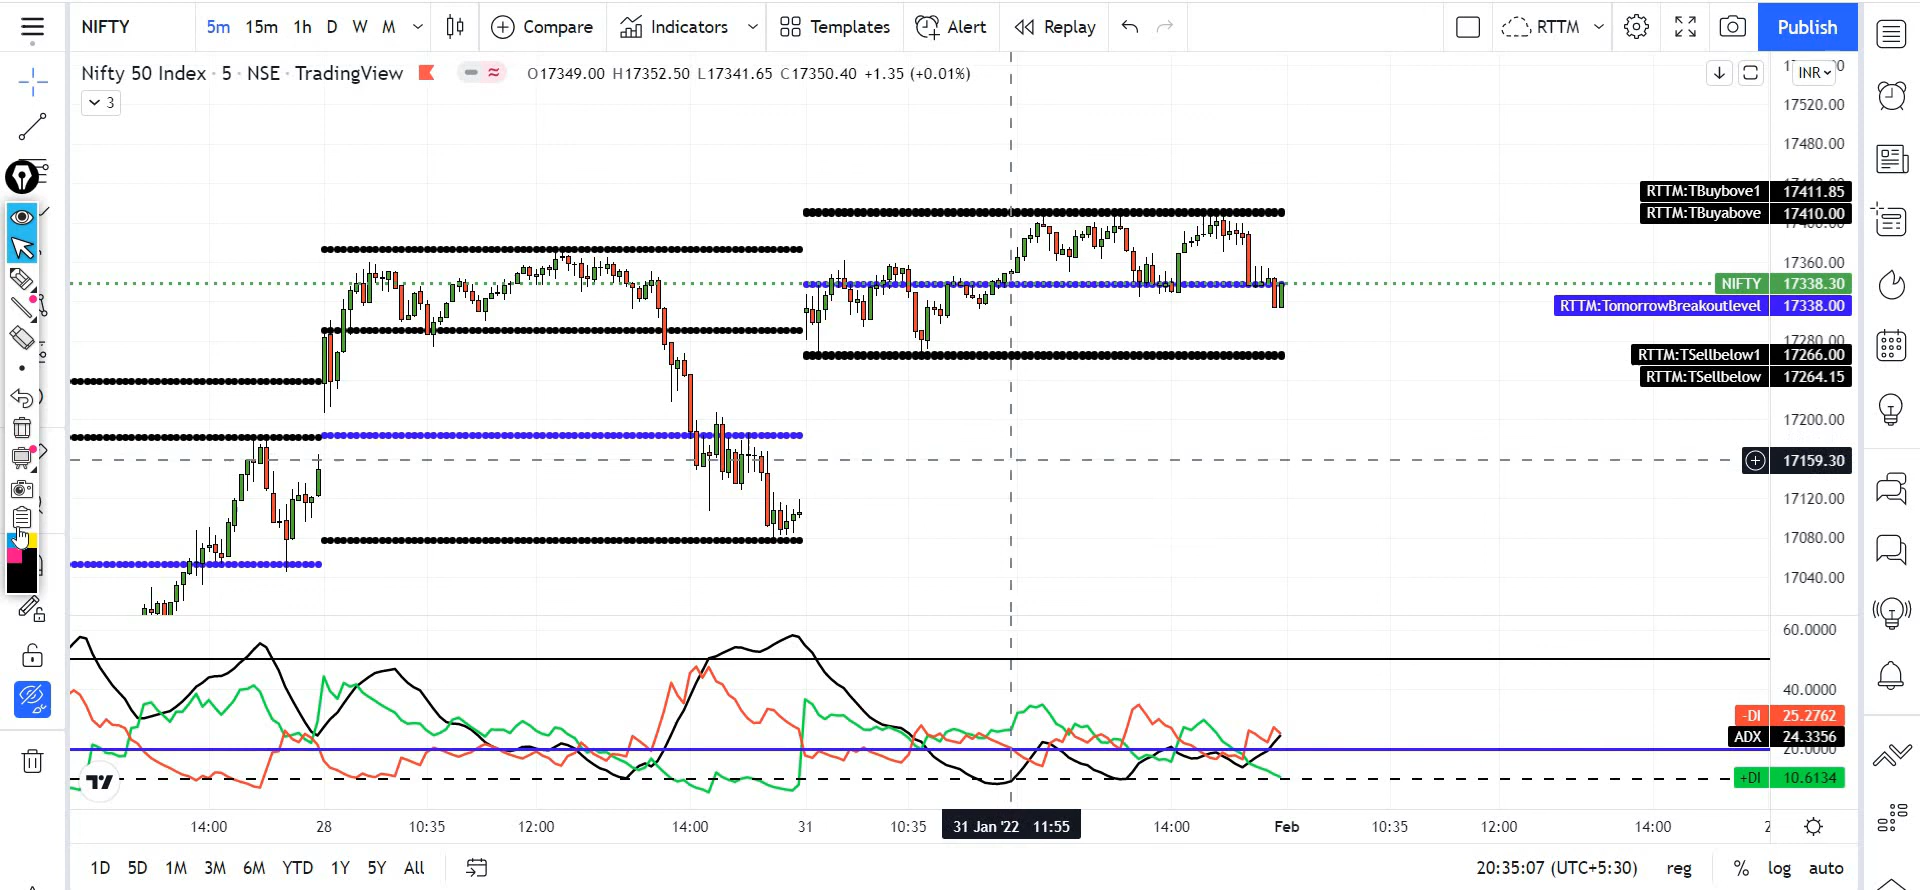 NIFTY 5m 15m 1h D W M Compare Indicators Templates Alert Replay RTTM Publish
Nifty 50 Index · 5 · NSE · TradingView O17349.00 H17352.50 L17341.65 C17350.40 +1.35 (+0.01%)
INR
3
17520.00
17480.00
RTTM:TBuybove1 17411.85
RTTM:TBuyabove 17410.00
17360.00
NIFTY 17338.30
RTTM:TomorrowBreakoutlevel 17338.00
17280.00
RTTM:TSellbelow1 17266.00
RTTM:TSellbelow 17264.15
17200.00
17159.30
17120.00
17080.00
17040.00
60.0000
40.0000
-DI 25.2762
ADX 24.3356
20.0000
+DI 10.6134
14:00 28 10:35 12:00 14:00 31 10:35 31 Jan '22 11:55 14:00 Feb 10:35 12:00 14:00 2
1D 5D 1M 3M 6M YTD 1Y 5Y All 20:35:07 (UTC+5:30) reg % log auto